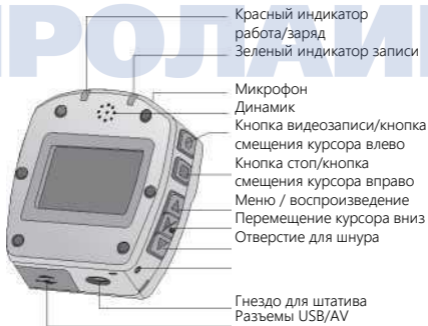 ПРОЛАЙ
Красный индикатор
работа/заряд
Зеленый индикатор записи
Микрофон
Динамик
Кнопка видеозаписи/кнопка
смещения курсора влево
Кнопка стоп/кнопка
смещения курсора вправо
Меню / воспроизведение
Перемещение курсора вниз
Отверстие для шнура
Гнездо для штатива
Разъемы USB/AV